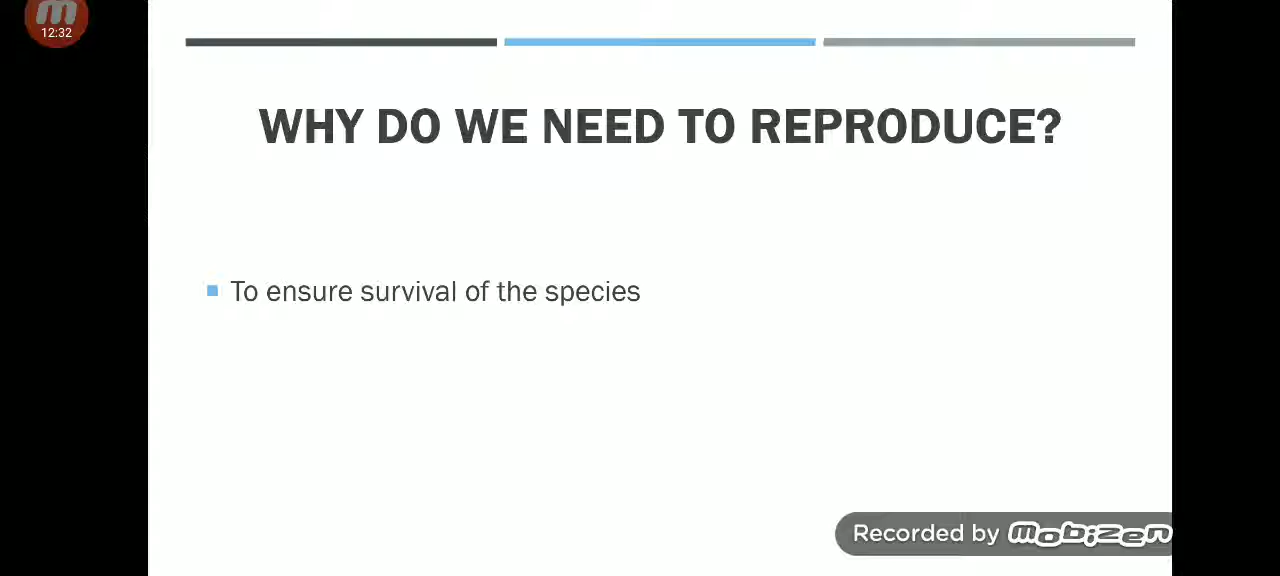 12:32
WHY DO WE NEED TO REPRODUCE?
To ensure survival of the species
Recorded by mobizen